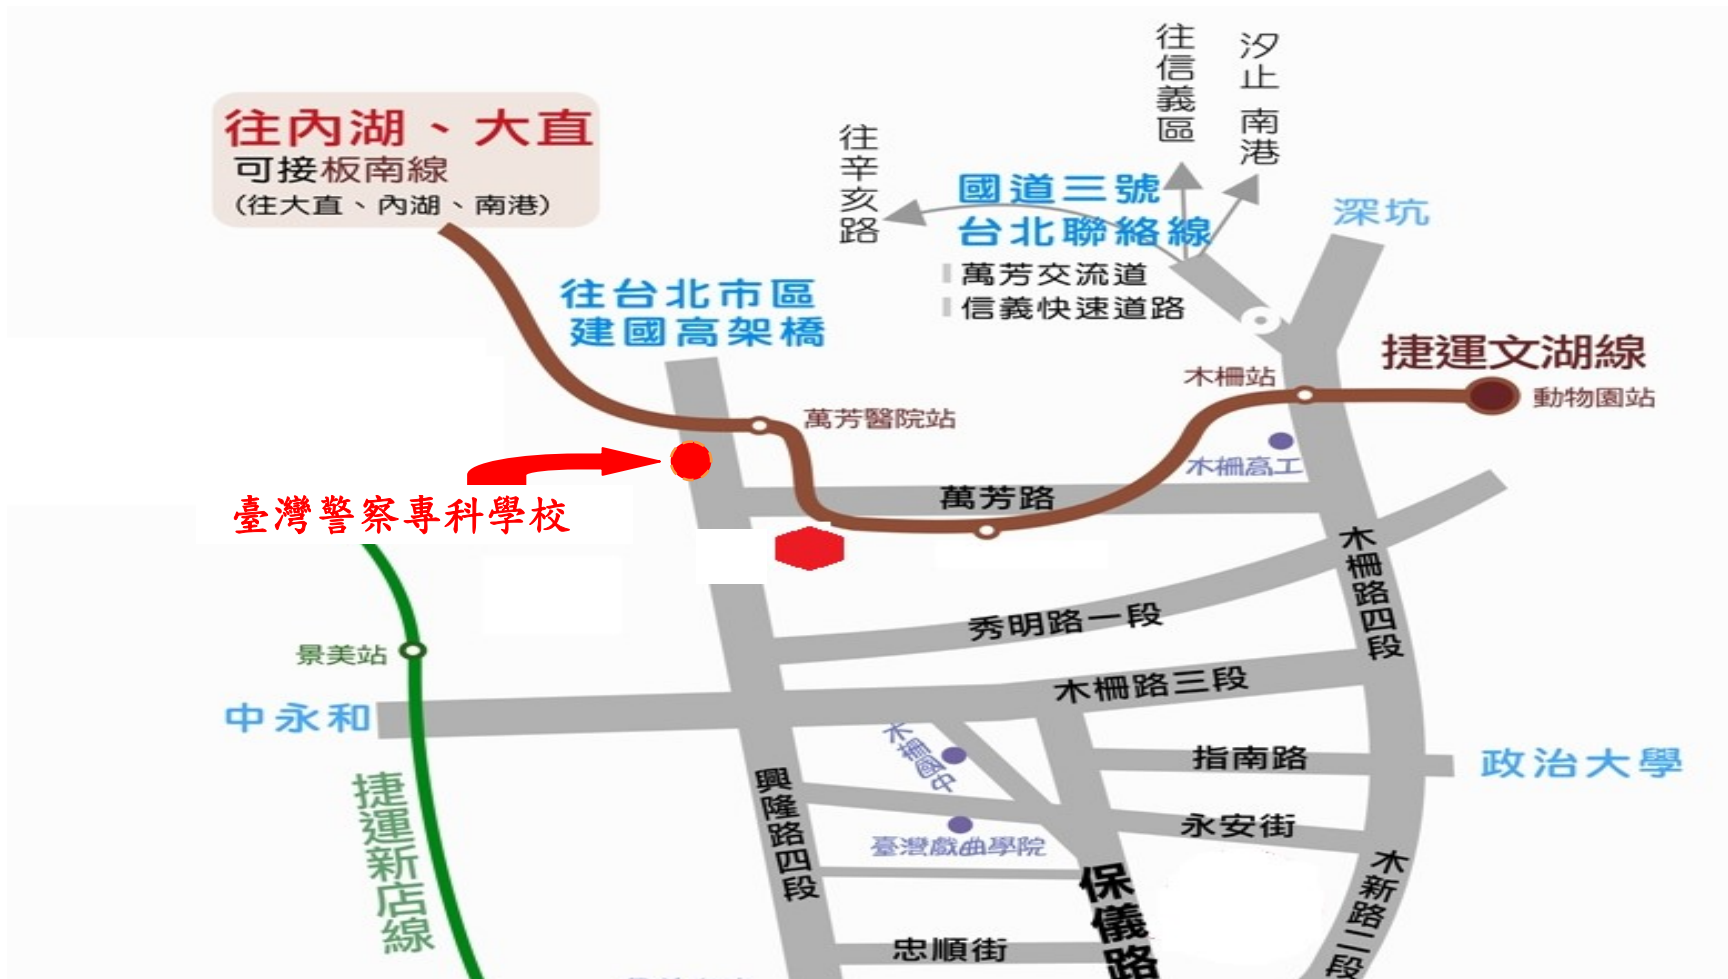 往信義區
汐止 南港
往內湖、大直
可接板南線
(往大直、內湖、南港)
往辛亥路
國道三號
台北聯絡線
萬芳交流道
信義快速道路
深坑
往台北市區
建國高架橋
捷運文湖線
木柵站
動物園站
萬芳醫院站
木柵高工
萬芳路
臺灣警察專科學校
木柵路四段
秀明路一段
景美站
木柵路三段
中永和
木柵國中
指南路
政治大學
捷運新店線
興隆路四段
永安街
臺灣戲曲學院
保儀路
木新路二段
忠順街